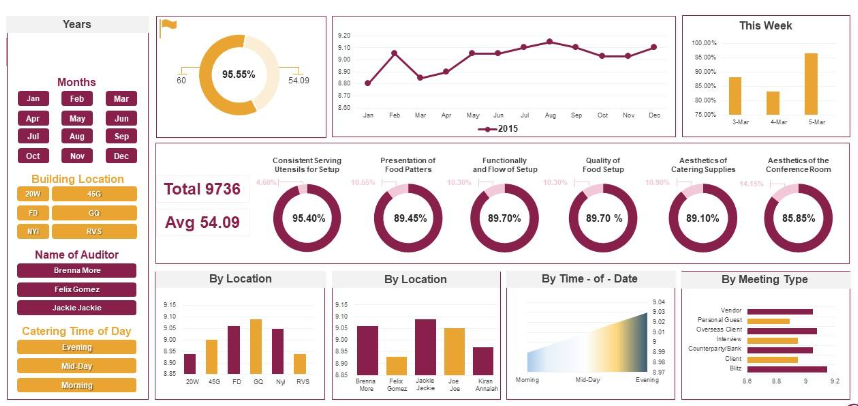 Years
Months
Jan Feb Mar
Apr May Jun
Jul Aug Sep
Oct Nov Dec
Building Location
20W 45G
FD GQ
NYI RVS
Name of Auditor
Brenna More
Felix Gomez
Jackie Jackie
Catering Time of Day
Evening
Mid-Day
Morning
60
95.55%
54.09
9.20
9.10
9.00
8.90
8.80
8.70
8.60
Jan Feb Mar Apr May Jun Jul Aug Sep Oct Nov Dec
2015
This Week
100.00%
95.00%
90.00%
85.00%
80.00%
75.00%
3-Mar 4-Mar 5-Mar
Total 9736
Avg 54.09
Consistent Serving
Utensils for Setup
4.60%
95.40%
Presentation of
Food Patters
10.55%
89.45%
Functionally
and Flow of Setup
10.30%
89.70%
Quality of
Food Setup
10.30%
89.70 %
Aesthetics of
Catering Supplies
10.90%
89.10%
Aesthetics of the
Conference Room
14.15%
85.85%
By Location
9.15
9.10
9.05
9.00
8.95
8.90
8.85
20W 45G FD GQ Nyl RVS
By Location
9.15
9.10
9.05
9.00
8.95
8.90
8.85
Brenna Felix Jackie Joe Kiran
More Gomez Jackie Joe Annaiah
By Time - of - Date
9.04
9.03
9.02
9.01
9
8.99
8.98
8.97
Morning Mid-Day Evening
By Meeting Type
Vendor
Personal Guest
Overseas Client
Interview
Counterparty/Bank
Client
Blitz
8.6 8.8 9 9.2